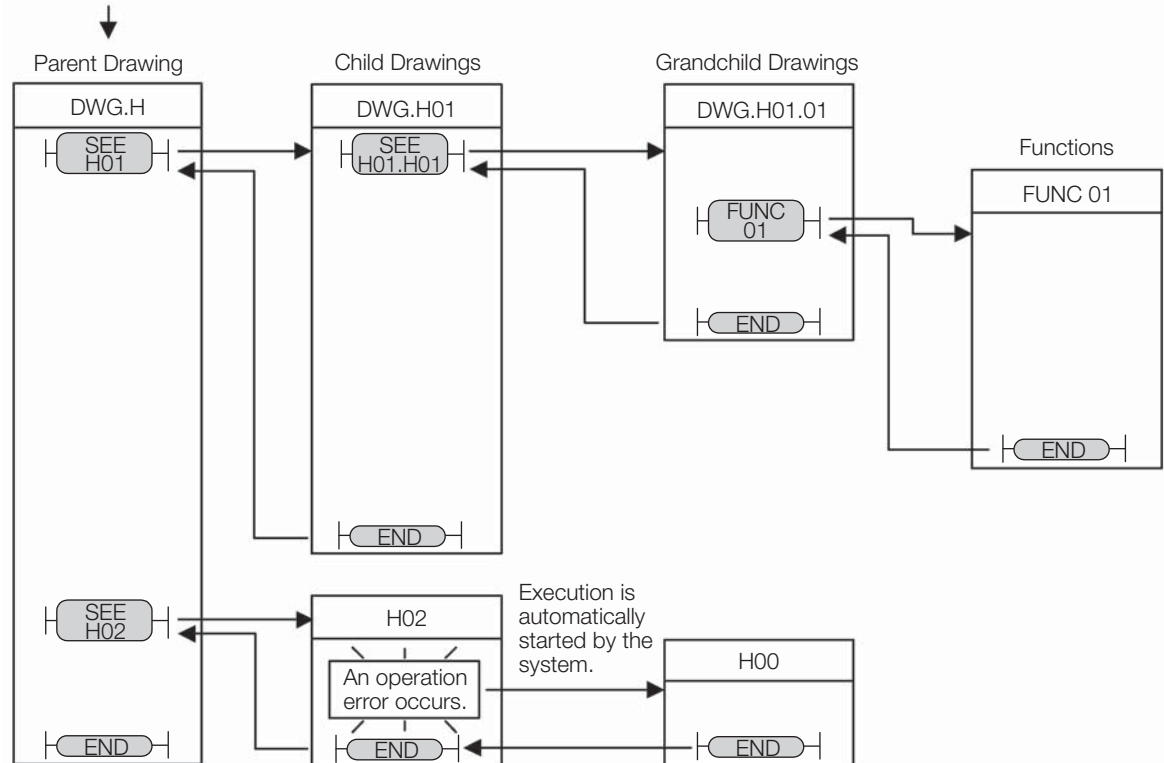 Parent Drawing
Child Drawings
Grandchild Drawings
DWG.H
DWG.H01
DWG.H01.01
SEE
H01
SEE
H01.H01
Functions
FUNC 01
FUNC
01
END
END
END
SEE
H02
H02
Execution is
automatically
started by the
system.
An operation
error occurs.
H00
END
END
END